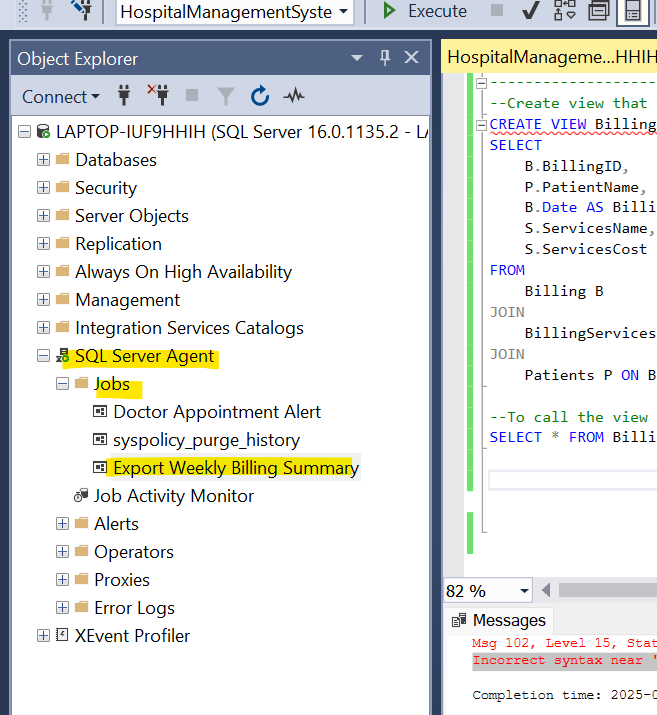 HospitalManagementSyste
Execute
Object Explorer
Connect
LAPTOP-IUF9HHIH (SQL Server 16.0.1135.2 - LA
Databases
Security
Server Objects
Replication
Always On High Availability
Management
Integration Services Catalogs
SQL Server Agent
Jobs
Doctor Appointment Alert
syspolicy_purge_history
Export Weekly Billing Summary
Job Activity Monitor
Alerts
Operators
Proxies
Error Logs
XEvent Profiler
HospitalManageme...HHIH
--------------------
--Create view that
CREATE VIEW Billing
SELECT
B.BillingID,
P.PatientName,
B.Date AS Billi
S.ServicesName,
S.ServicesCost
FROM
Billing B
JOIN
BillingServices
JOIN
Patients P ON B
--To call the view
SELECT * FROM Billi
82 %
Messages
Msg 102, Level 15, Stat
Incorrect syntax near '
Completion time: 2025-0